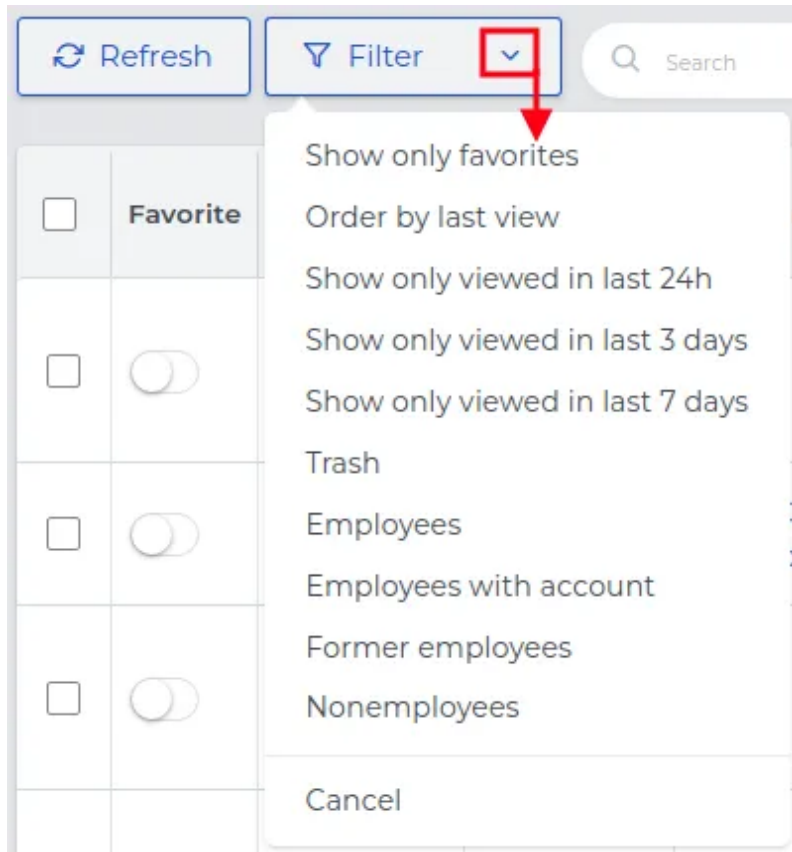 Refresh
Filter
Search
Favorite
Show only favorites
Order by last view
Show only viewed in last 24h
Show only viewed in last 3 days
Show only viewed in last 7 days
Trash
Employees
Employees with account
Former employees
Nonemployees
Cancel